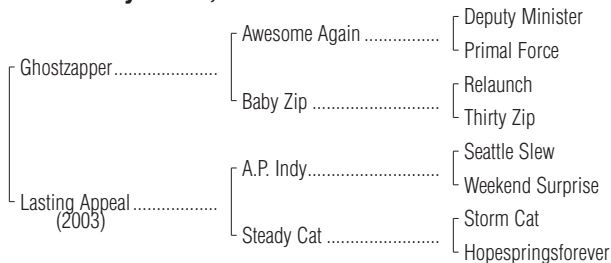 Deputy Minister
Awesome Again ................
Primal Force
Ghostzapper......................
Relaunch
Baby Zip ...........................
Thirty Zip
Seattle Slew
A.P. Indy............................
Weekend Surprise
Lasting Appeal ..................
(2003)
Storm Cat
Steady Cat ........................
Hopespringsforever